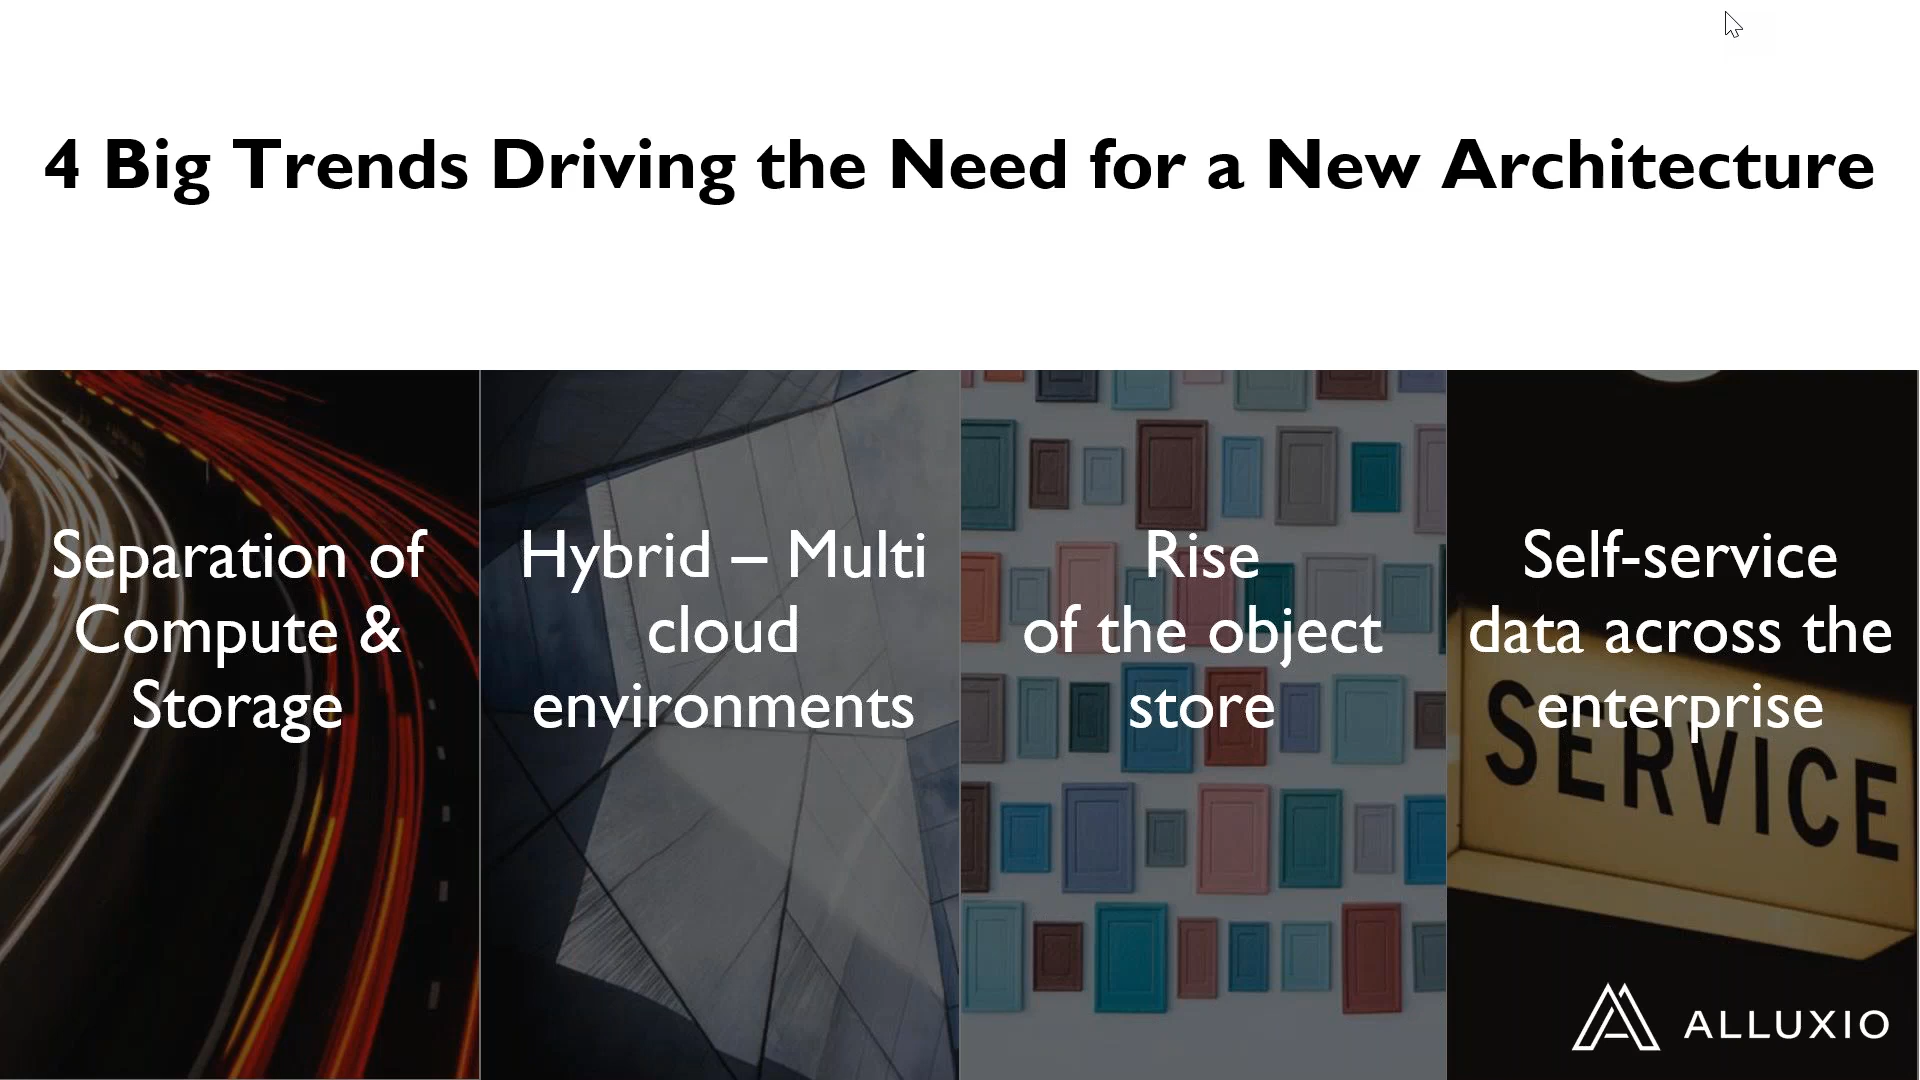 4 Big Trends Driving the Need for a New Architecture
Separation of
Compute &
Storage
Hybrid – Multi
cloud
environments
Rise
of the object
store
Self-service
data across the
enterprise
SERVICE
ALLUXIO